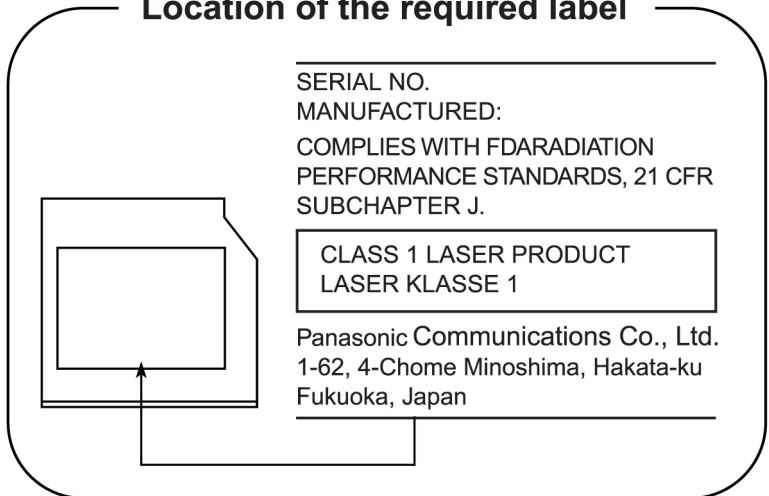 Location of the required label
SERIAL NO.
MANUFACTURED:
COMPLIES WITH FDARADIATION
PERFORMANCE STANDARDS, 21 CFR
SUBCHAPTER J.
CLASS 1 LASER PRODUCT
LASER KLASSE 1
Panasonic Communications Co., Ltd.
1-62, 4-Chome Minoshima, Hakata-ku
Fukuoka, Japan